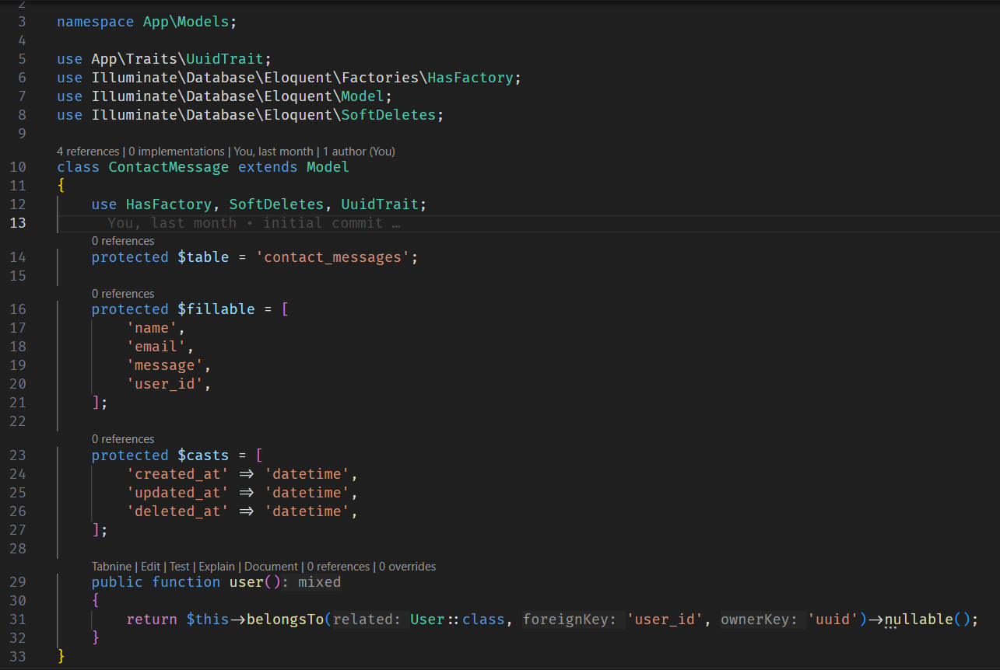 2
3 namespace App\Models;
4
5 use App\Traits\UuidTrait;
6 use Illuminate\Database\Eloquent\Factories\HasFactory;
7 use Illuminate\Database\Eloquent\Model;
8 use Illuminate\Database\Eloquent\SoftDeletes;
9
4 references | 0 implementations | You, last month | 1 author (You)
10 class ContactMessage extends Model
11 {
12 use HasFactory, SoftDeletes, UuidTrait;
13 You, last month • initial commit …
0 references
14 protected $table = 'contact_messages';
15
0 references
16 protected $fillable = [
17 'name',
18 'email',
19 'message',
20 'user_id',
21 ];
22
0 references
23 protected $casts = [
24 'created_at' => 'datetime',
25 'updated_at' => 'datetime',
26 'deleted_at' => 'datetime',
27 ];
28
Tabnine | Edit | Test | Explain | Document | 0 references | 0 overrides
29 public function user(): mixed
30 {
31 return $this->belongsTo(related: User::class, foreignKey: 'user_id', ownerKey: 'uuid')->nullable();
32 }
33 }